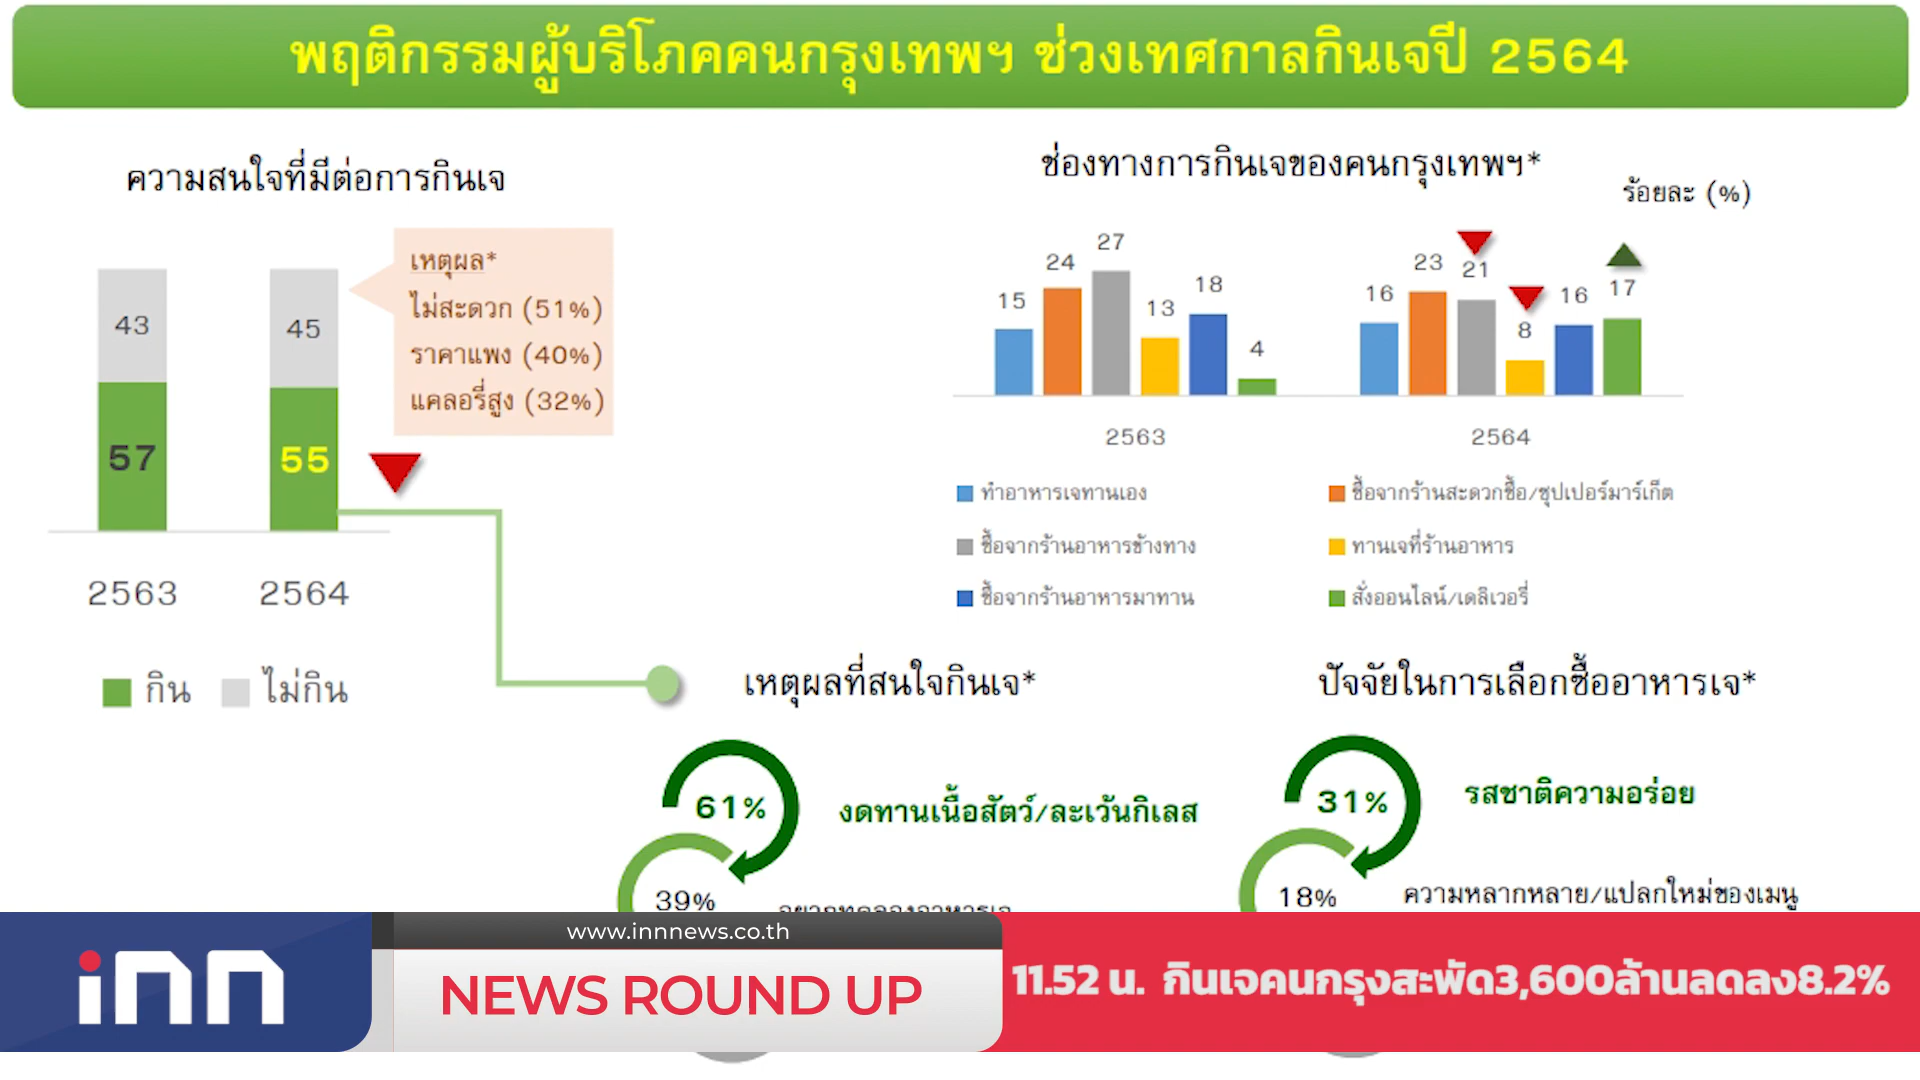 พฤติกรรมผู้บริโภคคนกรุงเทพฯ ช่วงเทศกาลกินเจปี 2564
ความสนใจที่มีต่อการกินเจ
43
45
57
55
2563
2564
กิน
ไม่กิน
เหตุผล*
ไม่สะดวก (51%)
ราคาแพง (40%)
แคลอรี่สูง (32%)
ช่องทางการกินเจของคนกรุงเทพฯ*
ร้อยละ (%)
15
24
27
13
18
4
16
23
21
8
16
17
2563
2564
ทำอาหารเจทานเอง
ซื้อจากร้านสะดวกซื้อ/ซุปเปอร์มาร์เก็ต
ซื้อจากร้านอาหารข้างทาง
ทานเจที่ร้านอาหาร
ซื้อจากร้านอาหารมาทาน
สั่งออนไลน์/เดลิเวอรี่
เหตุผลที่สนใจกินเจ*
61%
งดทานเนื้อสัตว์/ละเว้นกิเลส
39%
ปัจจัยในการเลือกซื้ออาหารเจ*
31%
รสชาติความอร่อย
18%
ความหลากหลาย/แปลกใหม่ของเมนู
inn
www.innnews.co.th
NEWS ROUND UP
11.52 น. กินเจคนกรุงสะพัด3,600ล้านลดลง8.2%